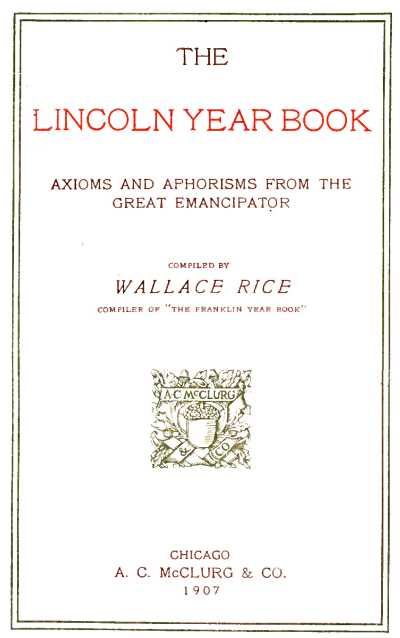 THE
LINCOLN YEAR BOOK
AXIOMS AND APHORISMS FROM THE
GREAT EMANCIPATOR
COMPILED BY
WALLACE RICE
COMPILER OF "THE FRANKLIN YEAR BOOK"
A C McCLURG
& CO
CHICAGO
A. C. McCLURG & CO.
1907